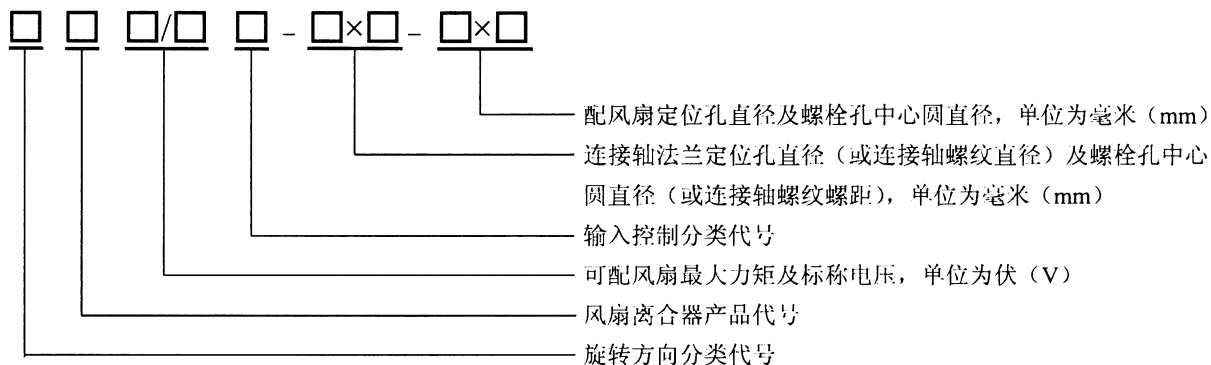 □ □ □/□ □ - □×□ - □×□
配风扇定位孔直径及螺栓孔中心圆直径，单位为毫米（mm）
连接轴法兰定位孔直径（或连接轴螺纹直径）及螺栓孔中心
圆直径（或连接轴螺纹螺距），单位为毫米（mm）
输入控制分类代号
可配风扇最大力矩及标称电压，单位为伏（V）
风扇离合器产品代号
旋转方向分类代号